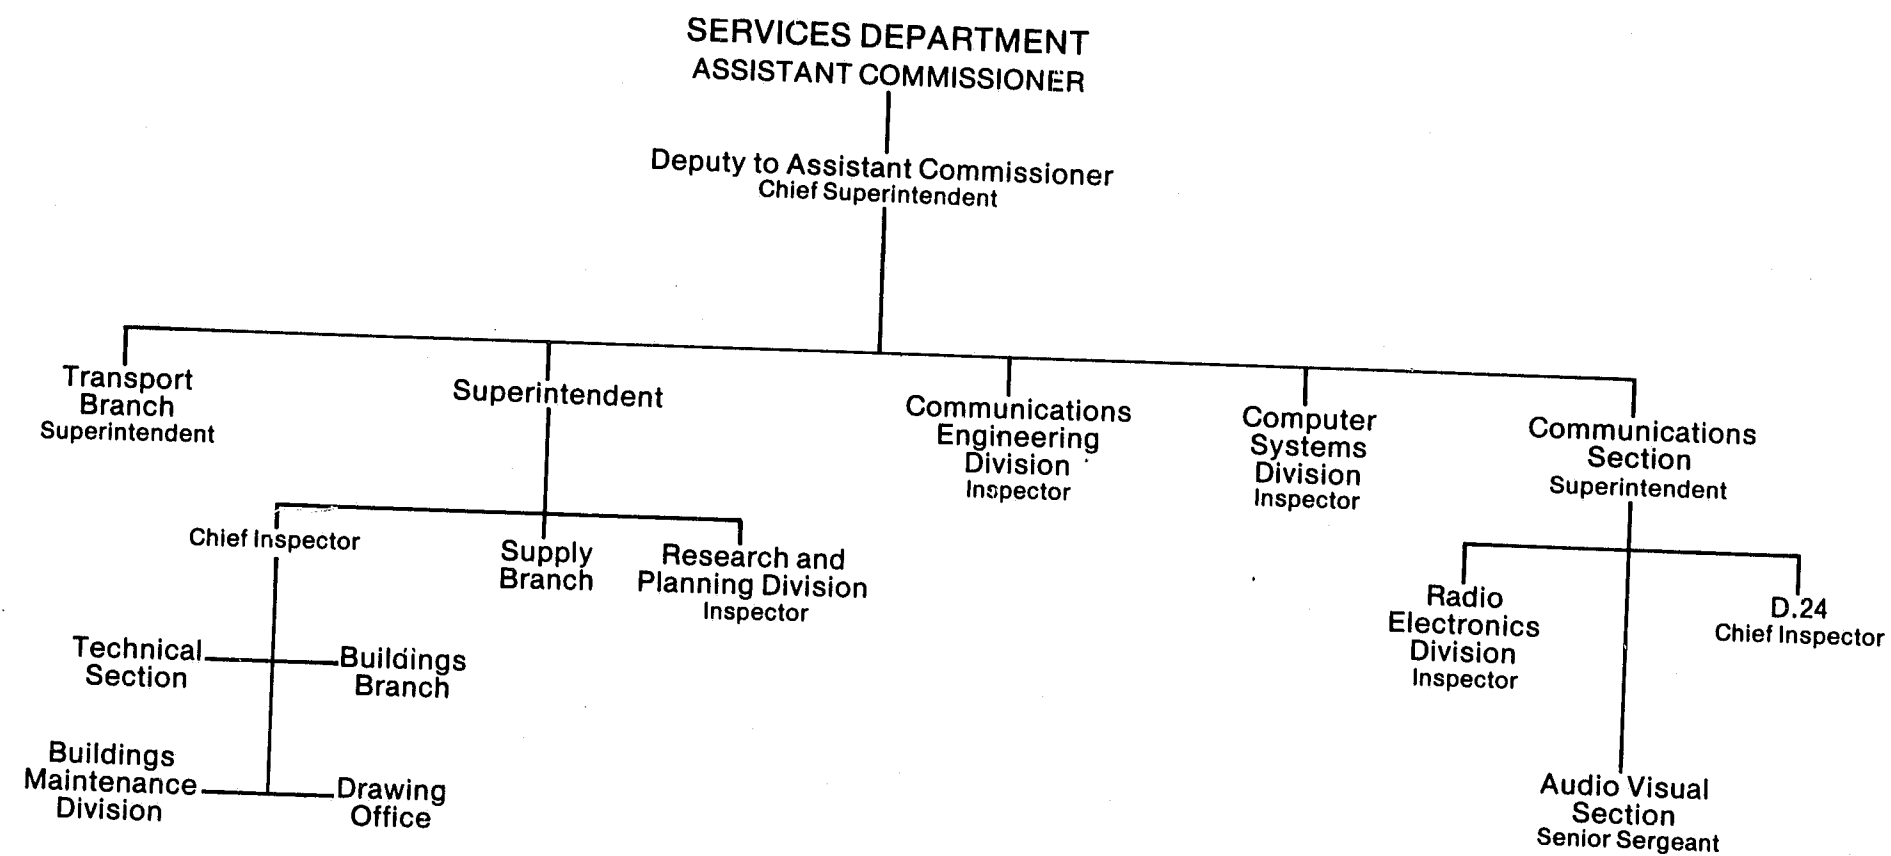 SERVICES DEPARTMENT
ASSISTANT COMMISSIONER
Deputy to Assistant Commissioner
Chief Superintendent
Transport
Branch
Superintendent
Superintendent
Communications
Engineering
Division
Inspector
Computer
Systems
Division
Inspector
Communications
Section
Superintendent
Chief Inspector
Supply
Branch
Research and
Planning Division
Inspector
Radio
Electronics
Division
Inspector
D.24
Chief Inspector
Technical
Section
Buildings
Branch
Buildings
Maintenance
Division
Drawing
Office
Audio Visual
Section
Senior Sergeant